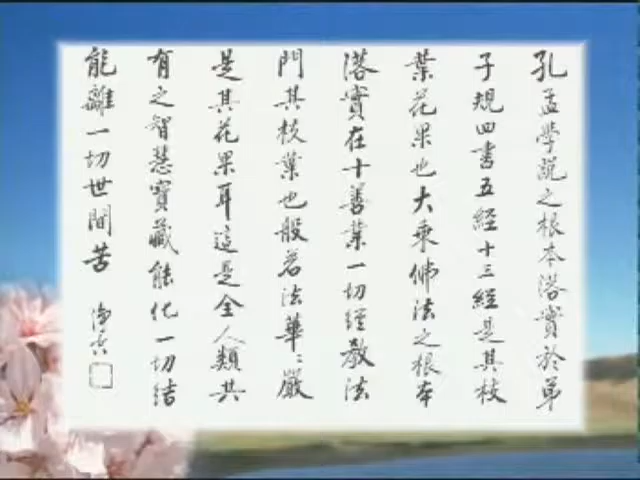 孔孟學說之根本落實於弟
子規四書五經十三經是其枝
葉花果也大乘佛法之根本
落實在十善業一切經教法
門其枝葉也般若法華〻嚴
是其花果耳這是全人類共
有之智慧寶藏能化一切結
能離一切世間苦